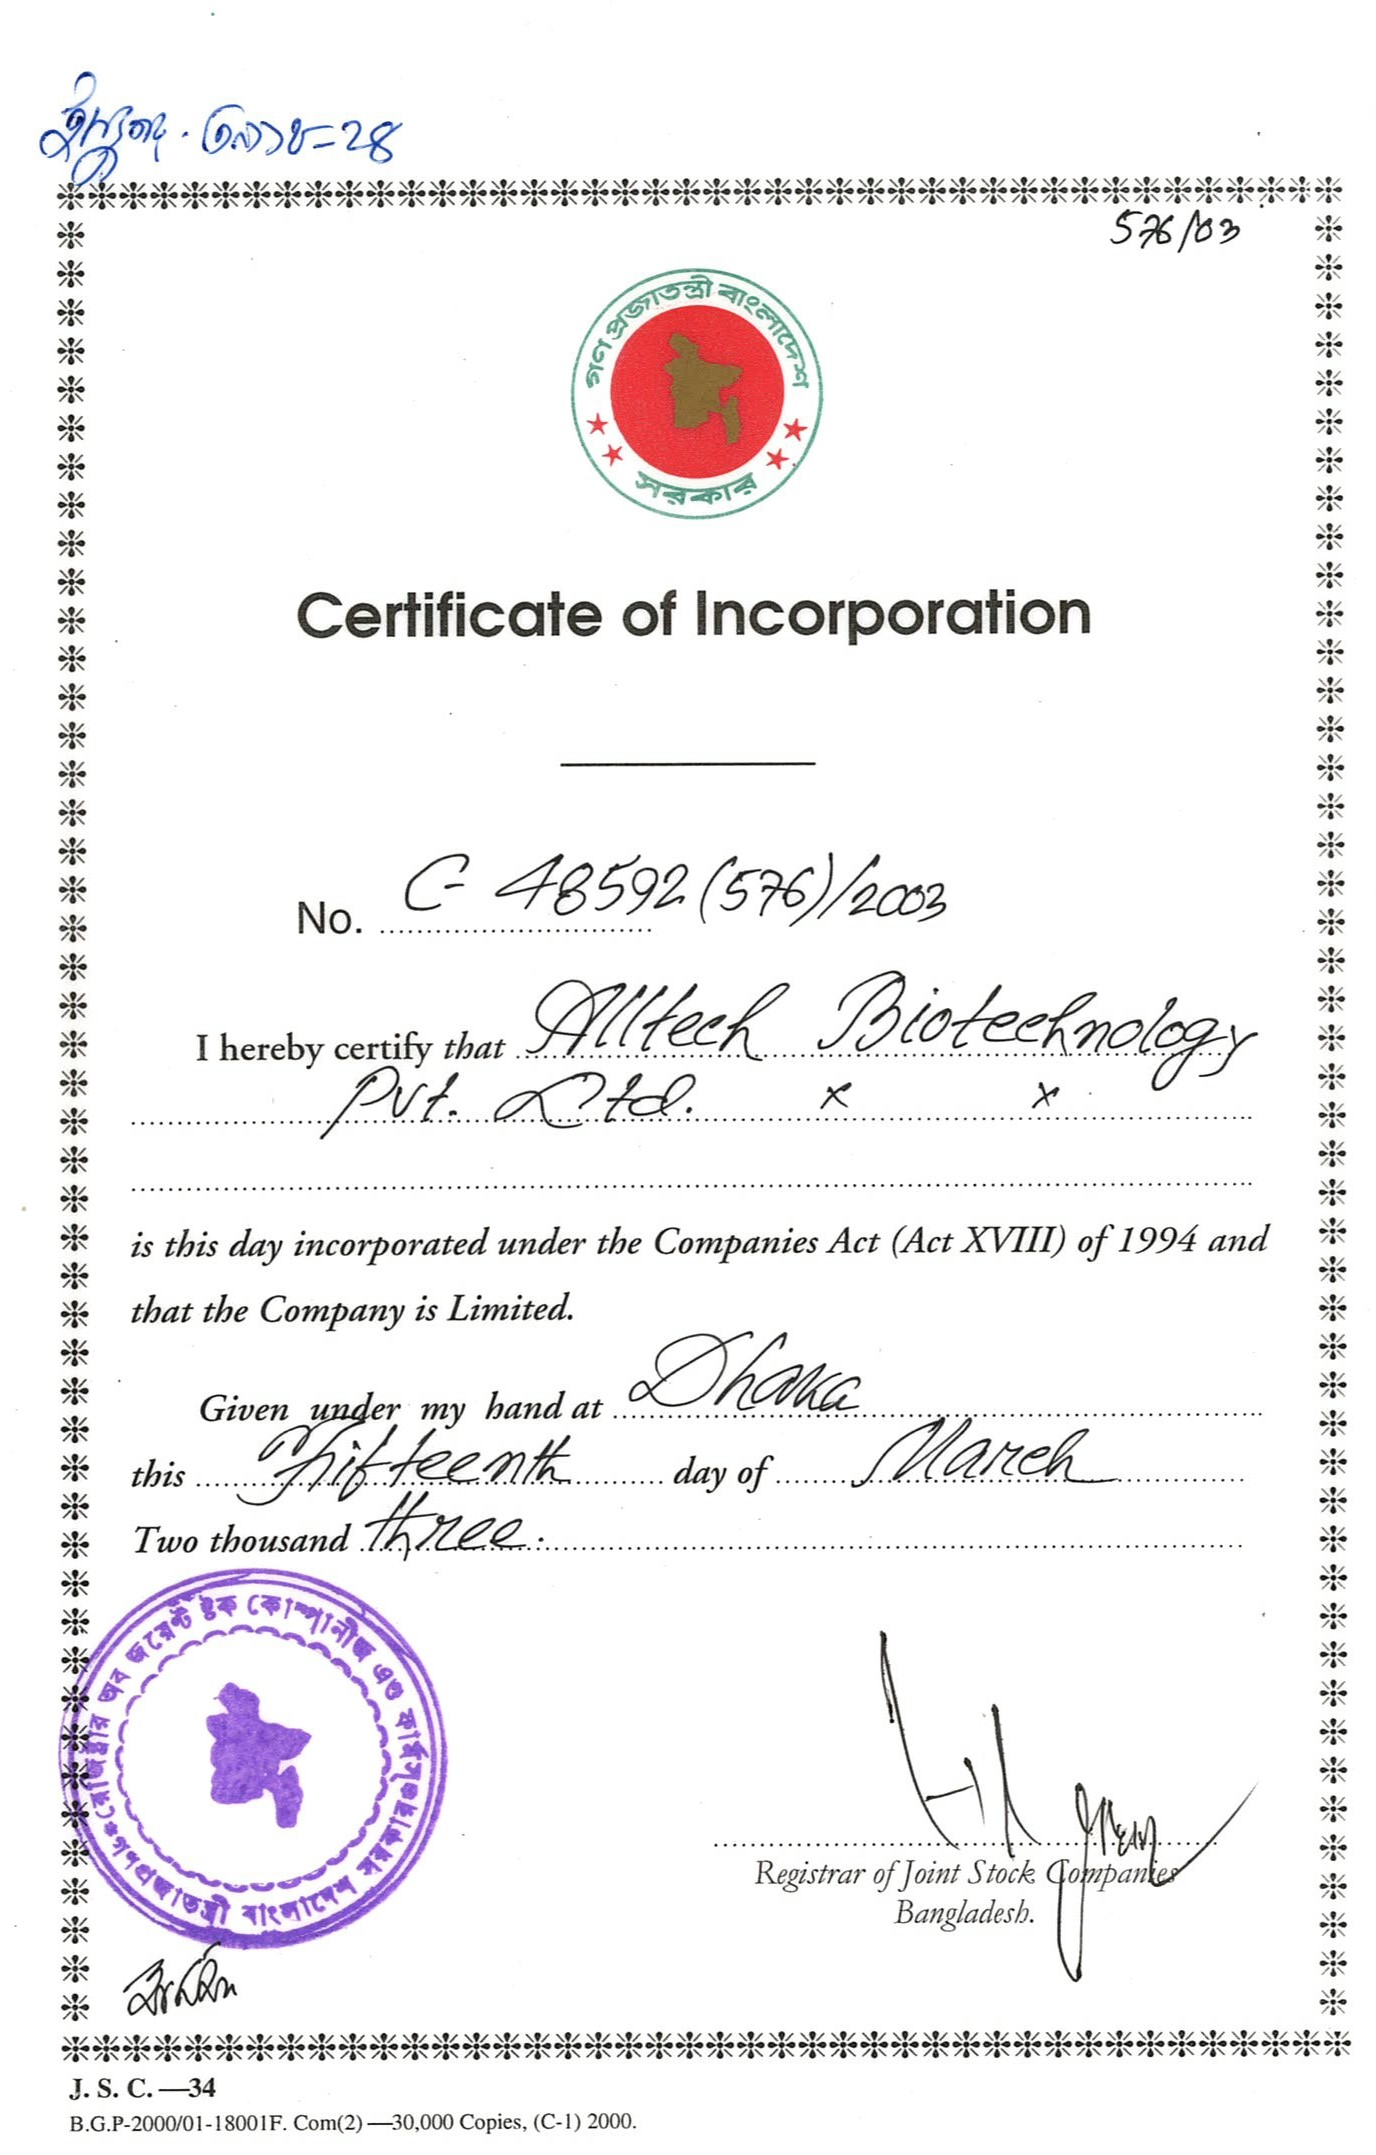 576/03
গণপ্রজাতন্ত্রী বাংলাদেশ
সরকার
Certificate of Incorporation
No. C- 48592(576)/2003
I hereby certify that Alltech Biotechnology
Pvt. Ltd. x x
is this day incorporated under the Companies Act (Act XVIII) of 1994 and
that the Company is Limited.
Given under my hand at Dhaka
this Fifteenth day of March
Two thousand three.
রেজিষ্ট্রার অব জয়েন্ট ষ্টক কোম্পানীজ এণ্ড ফার্মস্
গণপ্রজাতন্ত্রী বাংলাদেশ সরকার
Registrar of Joint Stock Companies
Bangladesh.
J. S. C. —34
B.G.P-2000/01-18001F. Com(2) —30,000 Copies, (C-1) 2000.